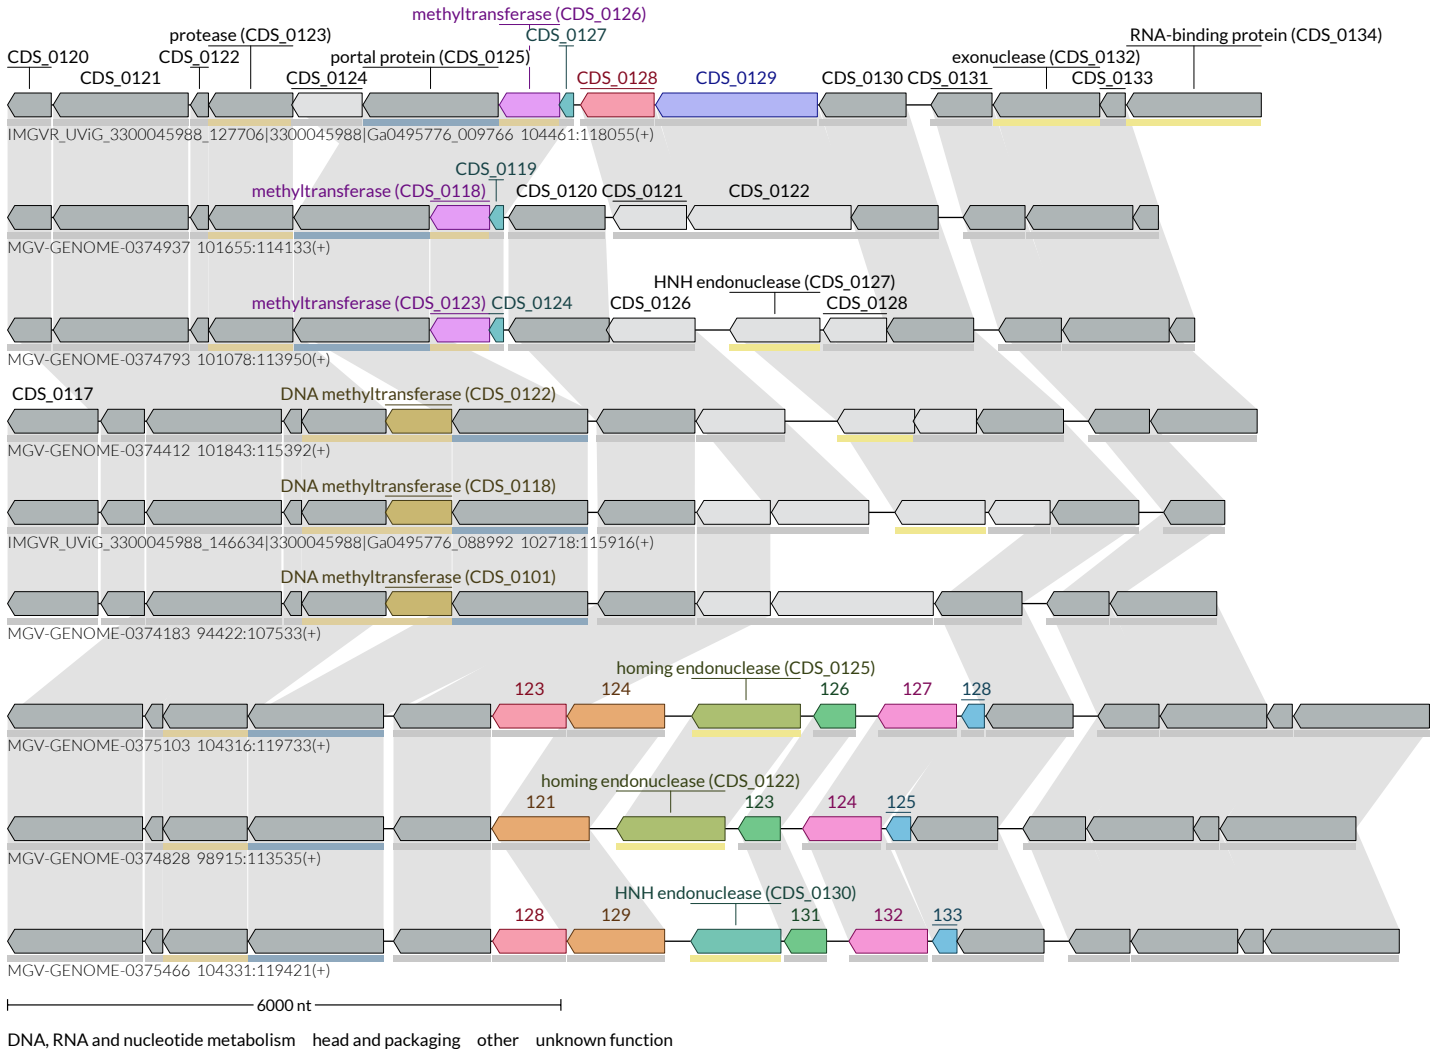 methyltransferase (CDS_0126)
protease (CDS_0123) CDS_0127 RNA-binding protein (CDS_0134)
CDS_0120 CDS_0122 portal protein (CDS_0125) exonuclease (CDS_0132)
CDS_0121 CDS_0124 CDS_0128 CDS_0129 CDS_0130 CDS_0131 CDS_0133
IMGVR_UViG_3300045988_127706|3300045988|Ga0495776_009766 104461:118055(+)
CDS_0119
methyltransferase (CDS_0118) CDS_0120 CDS_0121 CDS_0122
MGV-GENOME-0374937 101655:114133(+)
HNH endonuclease (CDS_0127)
methyltransferase (CDS_0123) CDS_0124 CDS_0126 CDS_0128
MGV-GENOME-0374793 101078:113950(+)
CDS_0117 DNA methyltransferase (CDS_0122)
MGV-GENOME-0374412 101843:115392(+)
DNA methyltransferase (CDS_0118)
IMGVR_UViG_3300045988_146634|3300045988|Ga0495776_088992 102718:115916(+)
DNA methyltransferase (CDS_0101)
MGV-GENOME-0374183 94422:107533(+)
homing endonuclease (CDS_0125)
123 124 126 127 128
MGV-GENOME-0375103 104316:119733(+)
homing endonuclease (CDS_0122)
121 123 124 125
MGV-GENOME-0374828 98915:113535(+)
HNH endonuclease (CDS_0130)
128 129 131 132 133
MGV-GENOME-0375466 104331:119421(+)
6000 nt
DNA, RNA and nucleotide metabolism head and packaging other unknown function